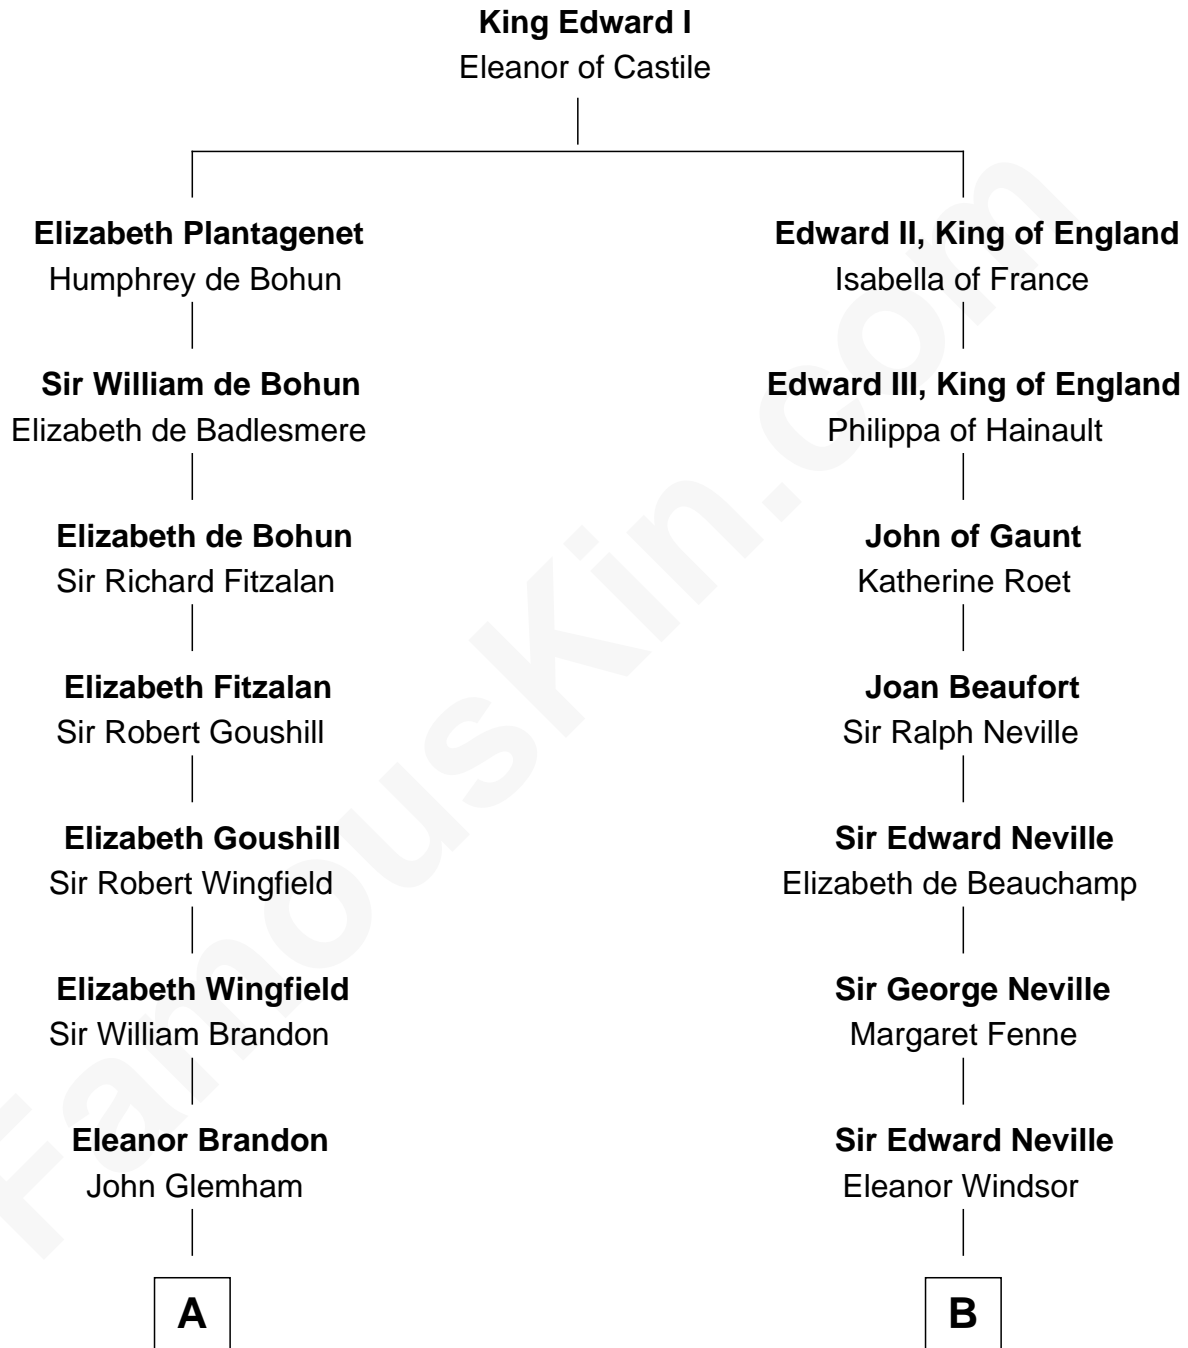 King Edward I
Eleanor of Castile
Elizabeth Plantagenet
Humphrey de Bohun
Edward II, King of England
Isabella of France
Sir William de Bohun
Elizabeth de Badlesmere
Edward III, King of England
Philippa of Hainault
Elizabeth de Bohun
Sir Richard Fitzalan
John of Gaunt
Katherine Roet
Elizabeth Fitzalan
Sir Robert Goushill
Joan Beaufort
Sir Ralph Neville
Elizabeth Goushill
Sir Robert Wingfield
Sir Edward Neville
Elizabeth de Beauchamp
Elizabeth Wingfield
Sir William Brandon
Sir George Neville
Margaret Fenne
Eleanor Brandon
John Glemham
Sir Edward Neville
Eleanor Windsor
A
B
FamousKin.com